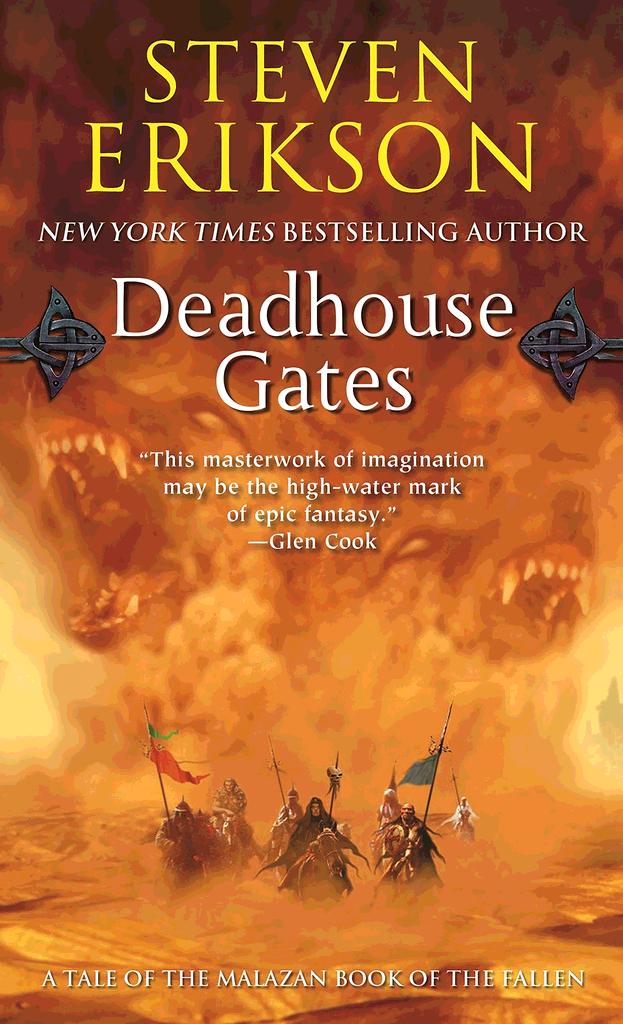 STEVEN
ERIKSON
NEW YORK TIMES BESTSELLING AUTHOR
Deadhouse
Gates
“This masterwork of imagination
may be the high-water mark
of epic fantasy.”
—Glen Cook
A TALE OF THE MALAZAN BOOK OF THE FALLEN